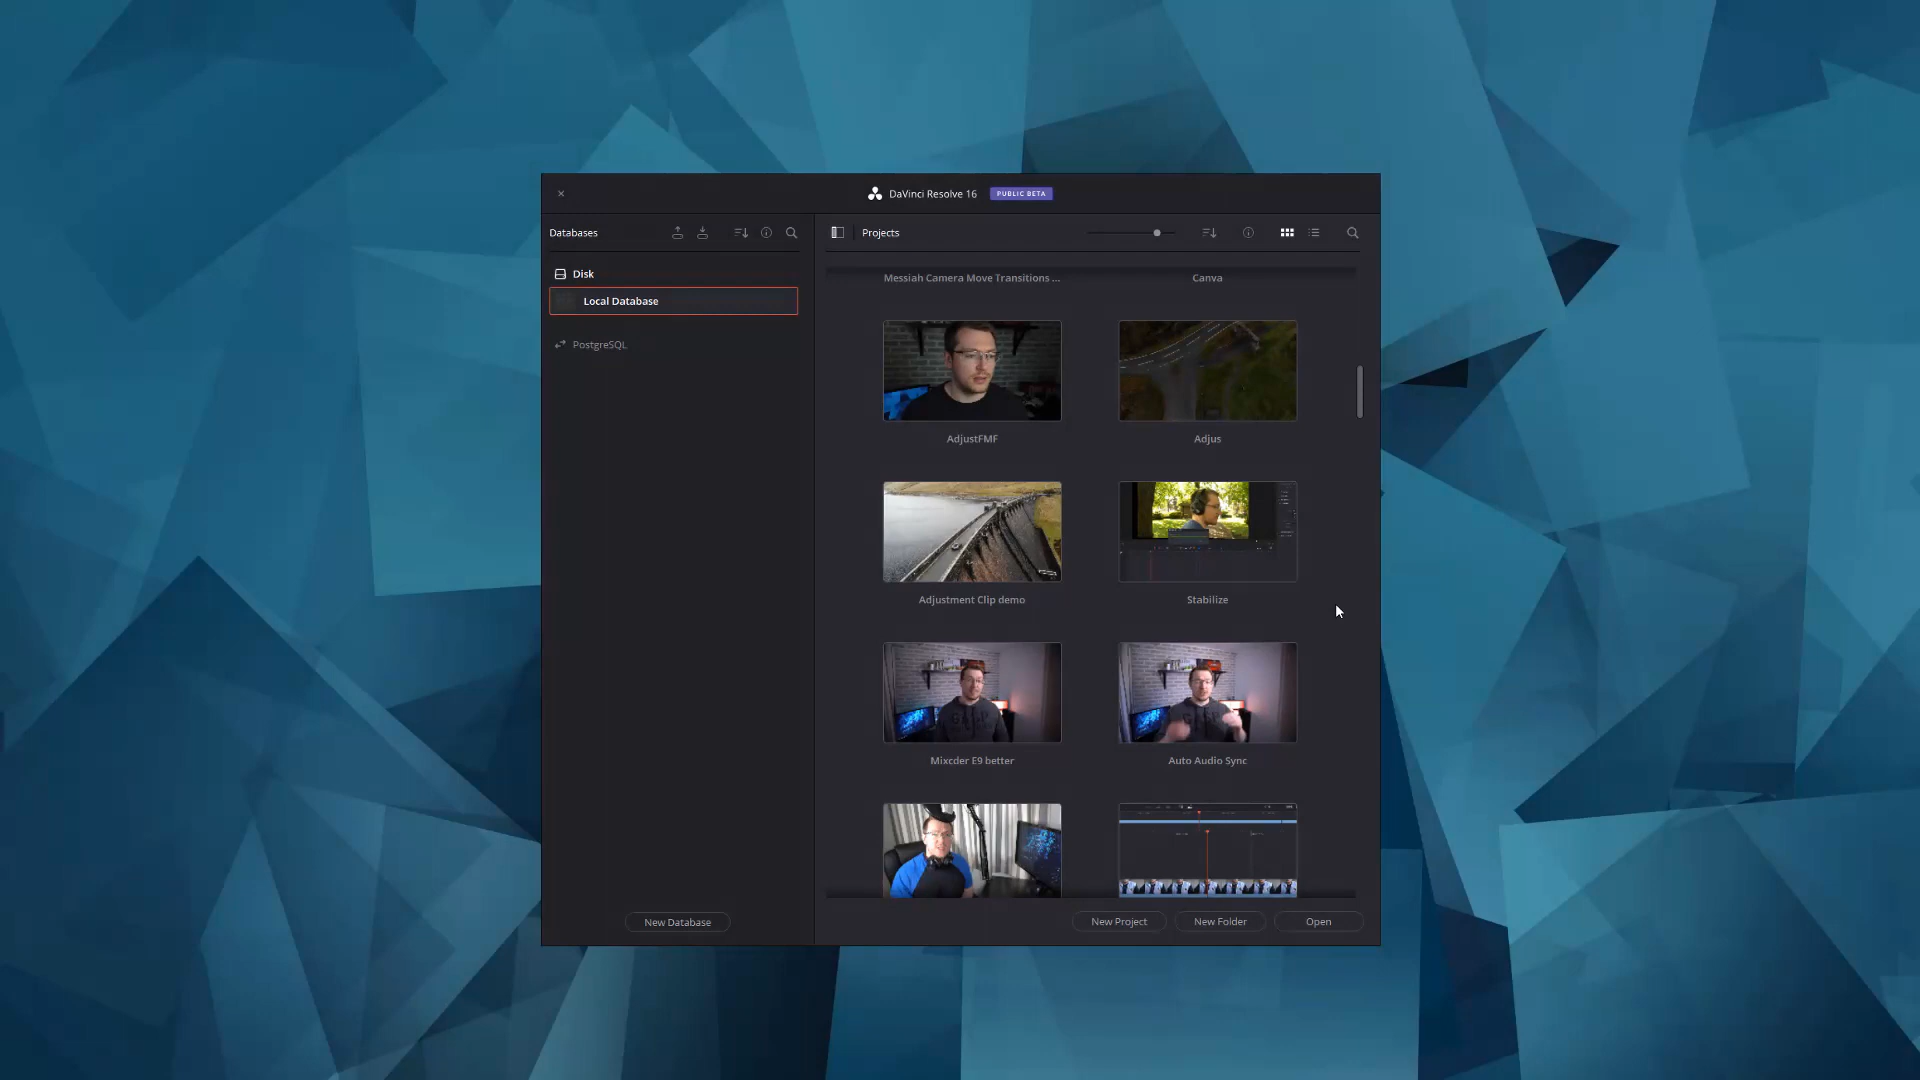 DaVinci Resolve 16 PUBLIC BETA
Databases
Projects
Disk
Local Database
PostgreSQL
Messiah Camera Move Transitions ...
Canva
AdjustFMF
Adjus
Adjustment Clip demo
Stabilize
Mixcder E9 better
Auto Audio Sync
New Database
New Project
New Folder
Open